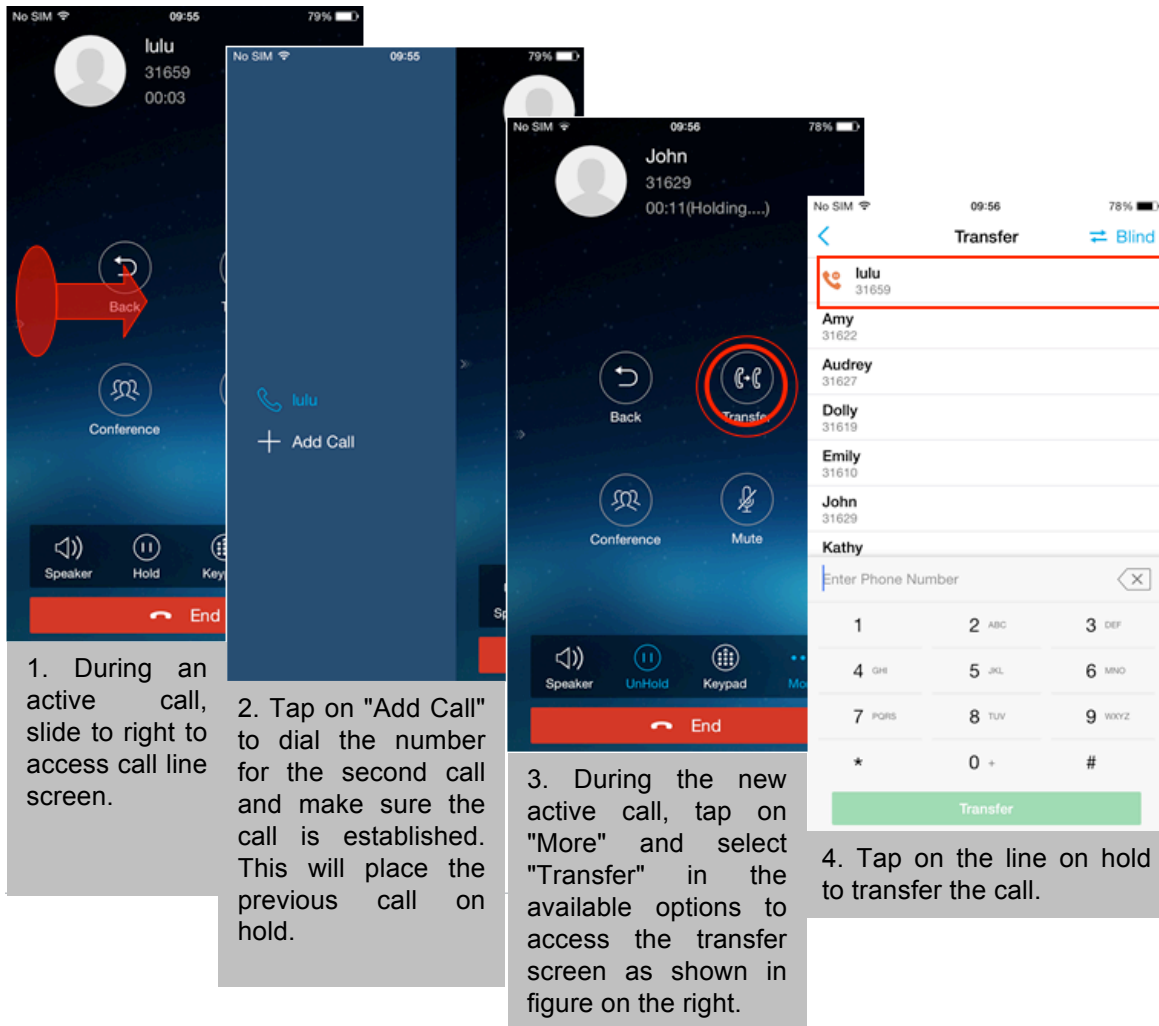 No SIM 09:55 79%
lulu
31659
00:03
Back
T
Conference
Speaker Hold Key
End
1. During an
active call,
slide to right to
access call line
screen.
No SIM 09:55 79%
lulu
Add Call
Sp
2. Tap on "Add Call"
to dial the number
for the second call
and make sure the
call is established.
This will place the
previous call on
hold.
No SIM 09:56 78%
John
31629
00:11(Holding....)
Back Transfer
Conference Mute
Speaker UnHold Keypad Mo
End
3. During the new
active call, tap on
"More" and select
"Transfer" in the
available options to
access the transfer
screen as shown in
figure on the right.
No SIM 09:56 78%
Transfer Blind
lulu
31659
Amy
31622
Audrey
31627
Dolly
31619
Emily
31610
John
31629
Kathy
Enter Phone Number
1 2 ABC 3 DEF
4 GHI 5 JKL 6 MNO
7 PQRS 8 TUV 9 WXYZ
* 0 + #
Transfer
4. Tap on the line on hold
to transfer the call.